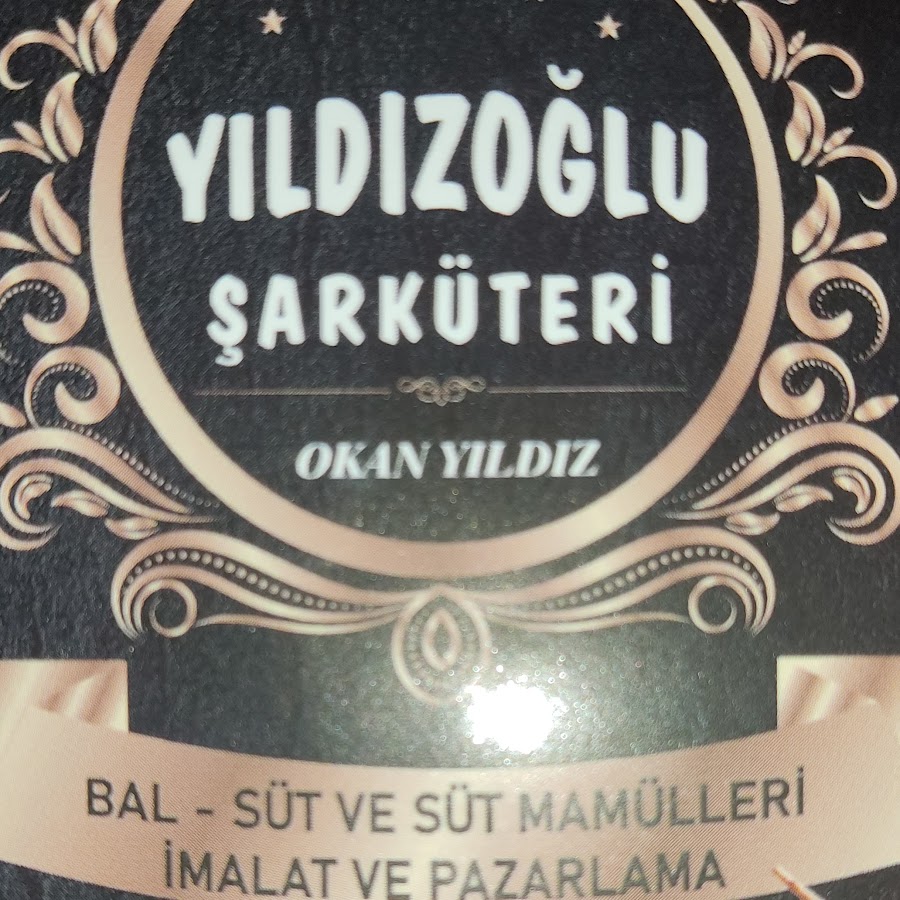 YILDIZOĞLU
ŞARKÜTERİ
OKAN YILDIZ
BAL - SÜT VE SÜT MAMÜLLERİ
İMALAT VE PAZARLAMA